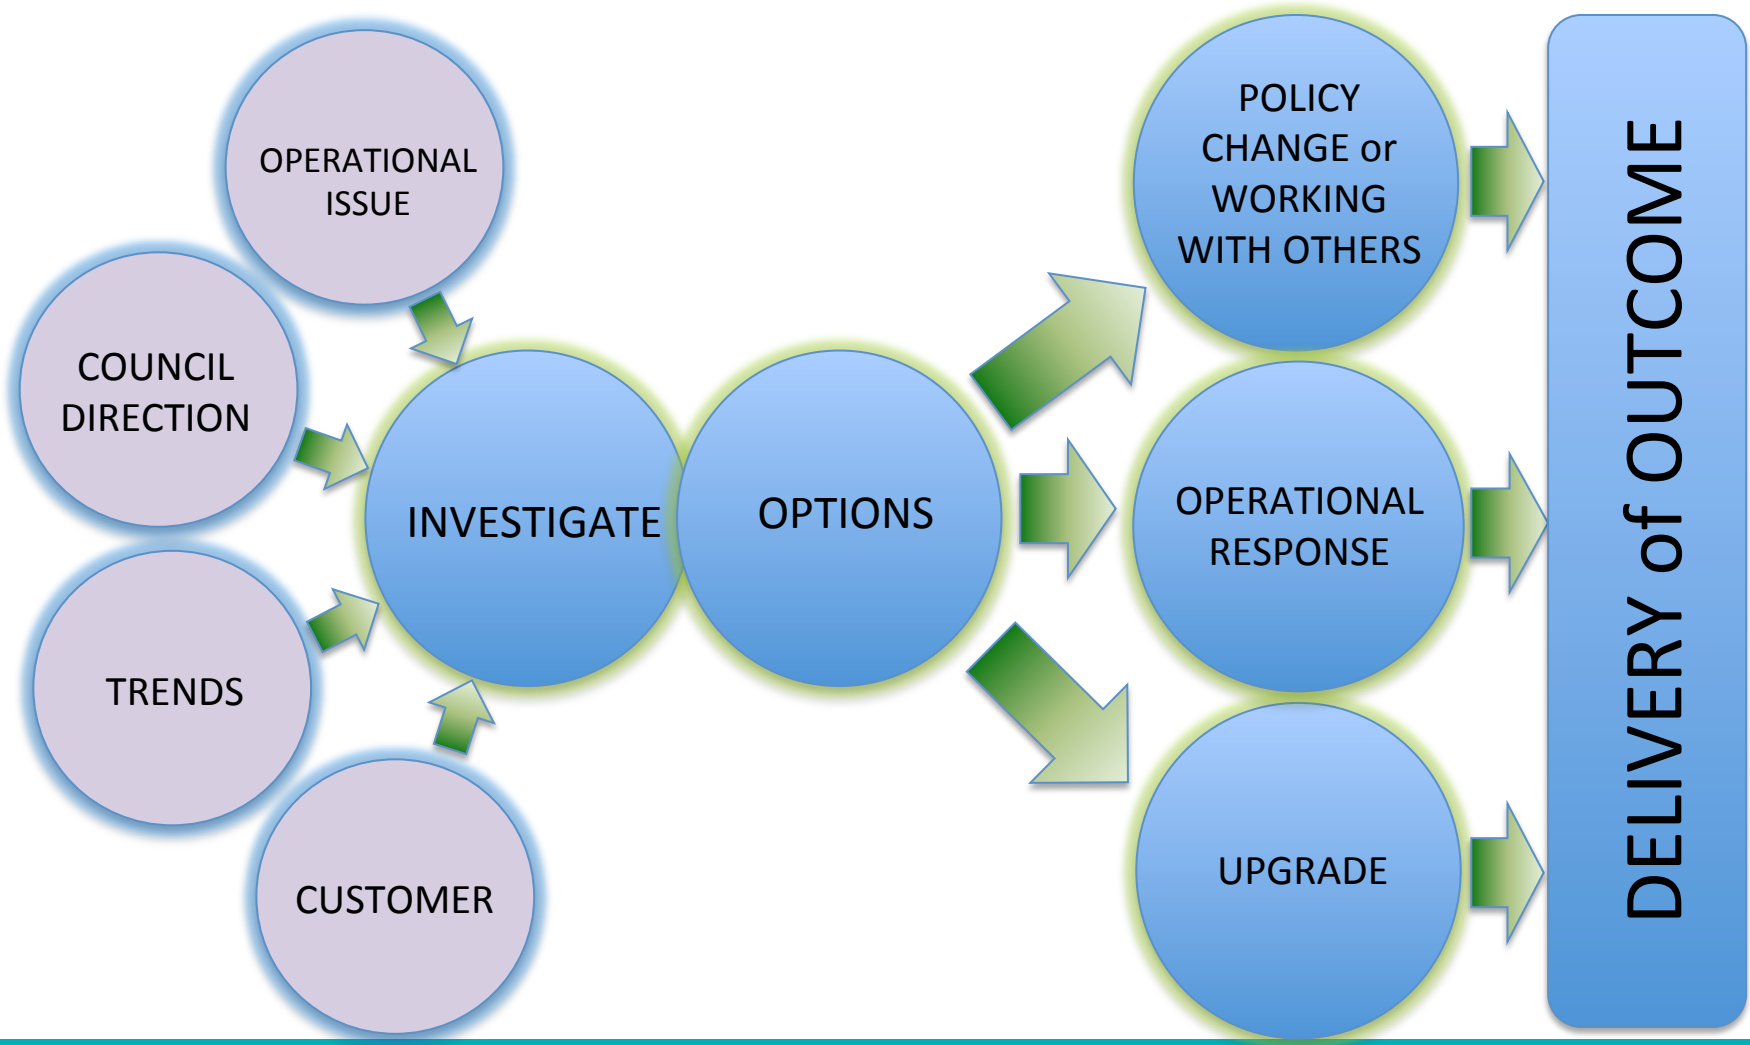 OPERATIONAL
ISSUE
COUNCIL
DIRECTION
TRENDS
CUSTOMER
INVESTIGATE
OPTIONS
POLICY
CHANGE or
WORKING
WITH OTHERS
OPERATIONAL
RESPONSE
UPGRADE
DELIVERY of OUTCOME